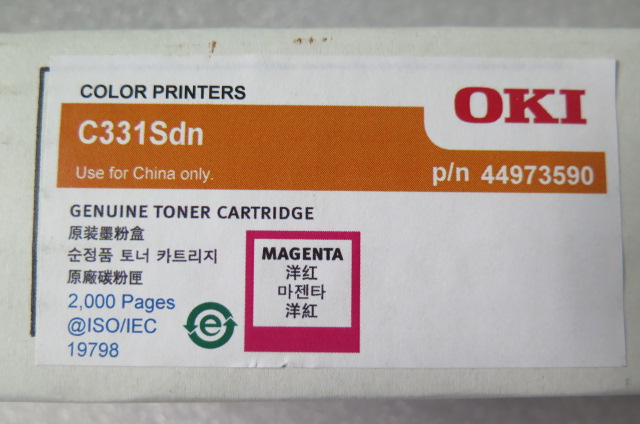 COLOR PRINTERS
OKI
C331Sdn
Use for China only.
p/n 44973590
GENUINE TONER CARTRIDGE
原装墨粉盒
순정품 토너 카트리지
原廠碳粉匣
2,000 Pages
@ISO/IEC
19798
e
MAGENTA
洋红
마젠타
洋紅